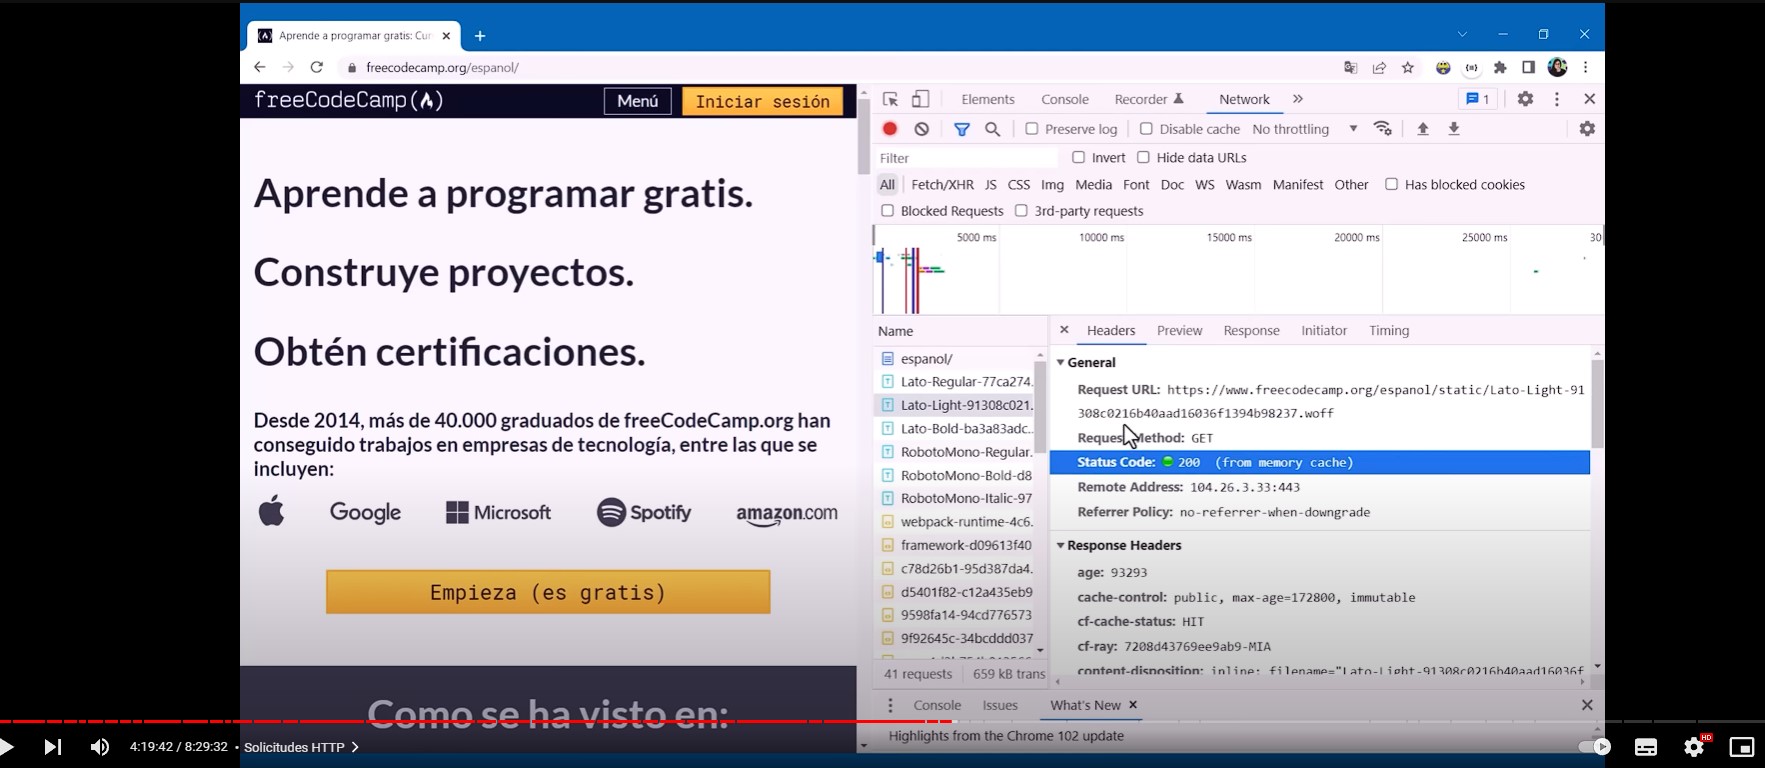 Aprende a programar gratis: Cur
freecodecamp.org/espanol/
freeCodeCamp
Menú
Iniciar sesión
Aprende a programar gratis.
Construye proyectos.
Obtén certificaciones.
Desde 2014, más de 40.000 graduados de freeCodeCamp.org han
conseguido trabajos en empresas de tecnología, entre las que se
incluyen:
Google Microsoft Spotify amazon.com
Empieza (es gratis)
Como se ha visto en:
Elements Console Recorder Network » 1
Preserve log Disable cache No throttling
Filter Invert Hide data URLs
All Fetch/XHR JS CSS Img Media Font Doc WS Wasm Manifest Other Has blocked cookies
Blocked Requests 3rd-party requests
5000 ms 10000 ms 15000 ms 20000 ms 25000 ms 30
Name
espanol/
Lato-Regular-77ca274.
Lato-Light-91308c021.
Lato-Bold-ba3a83adc..
RobotoMono-Regular.
RobotoMono-Bold-d8
RobotoMono-Italic-97
webpack-runtime-4c6.
framework-d09613f40
c78d26b1-95d387da4.
d5401f82-c12a435eb9
9598fa14-94cd776573
9f92645c-34bcddd037
41 requests 659 kB trans
Headers Preview Response Initiator Timing
General
Request URL: https://www.freecodecamp.org/espanol/static/Lato-Light-91
308c0216b40aad16036f1394b98237.woff
Request Method: GET
Status Code: 200 (from memory cache)
Remote Address: 104.26.3.33:443
Referrer Policy: no-referrer-when-downgrade
Response Headers
age: 93293
cache-control: public, max-age=172800, immutable
cf-cache-status: HIT
cf-ray: 7208d43769ee9ab9-MIA
content-disposition: inline; filename="Lato-Light-91308c0216b40aad16036f
Console Issues What's New
Highlights from the Chrome 102 update
4:19:42 / 8:29:32 • Solicitudes HTTP
HD